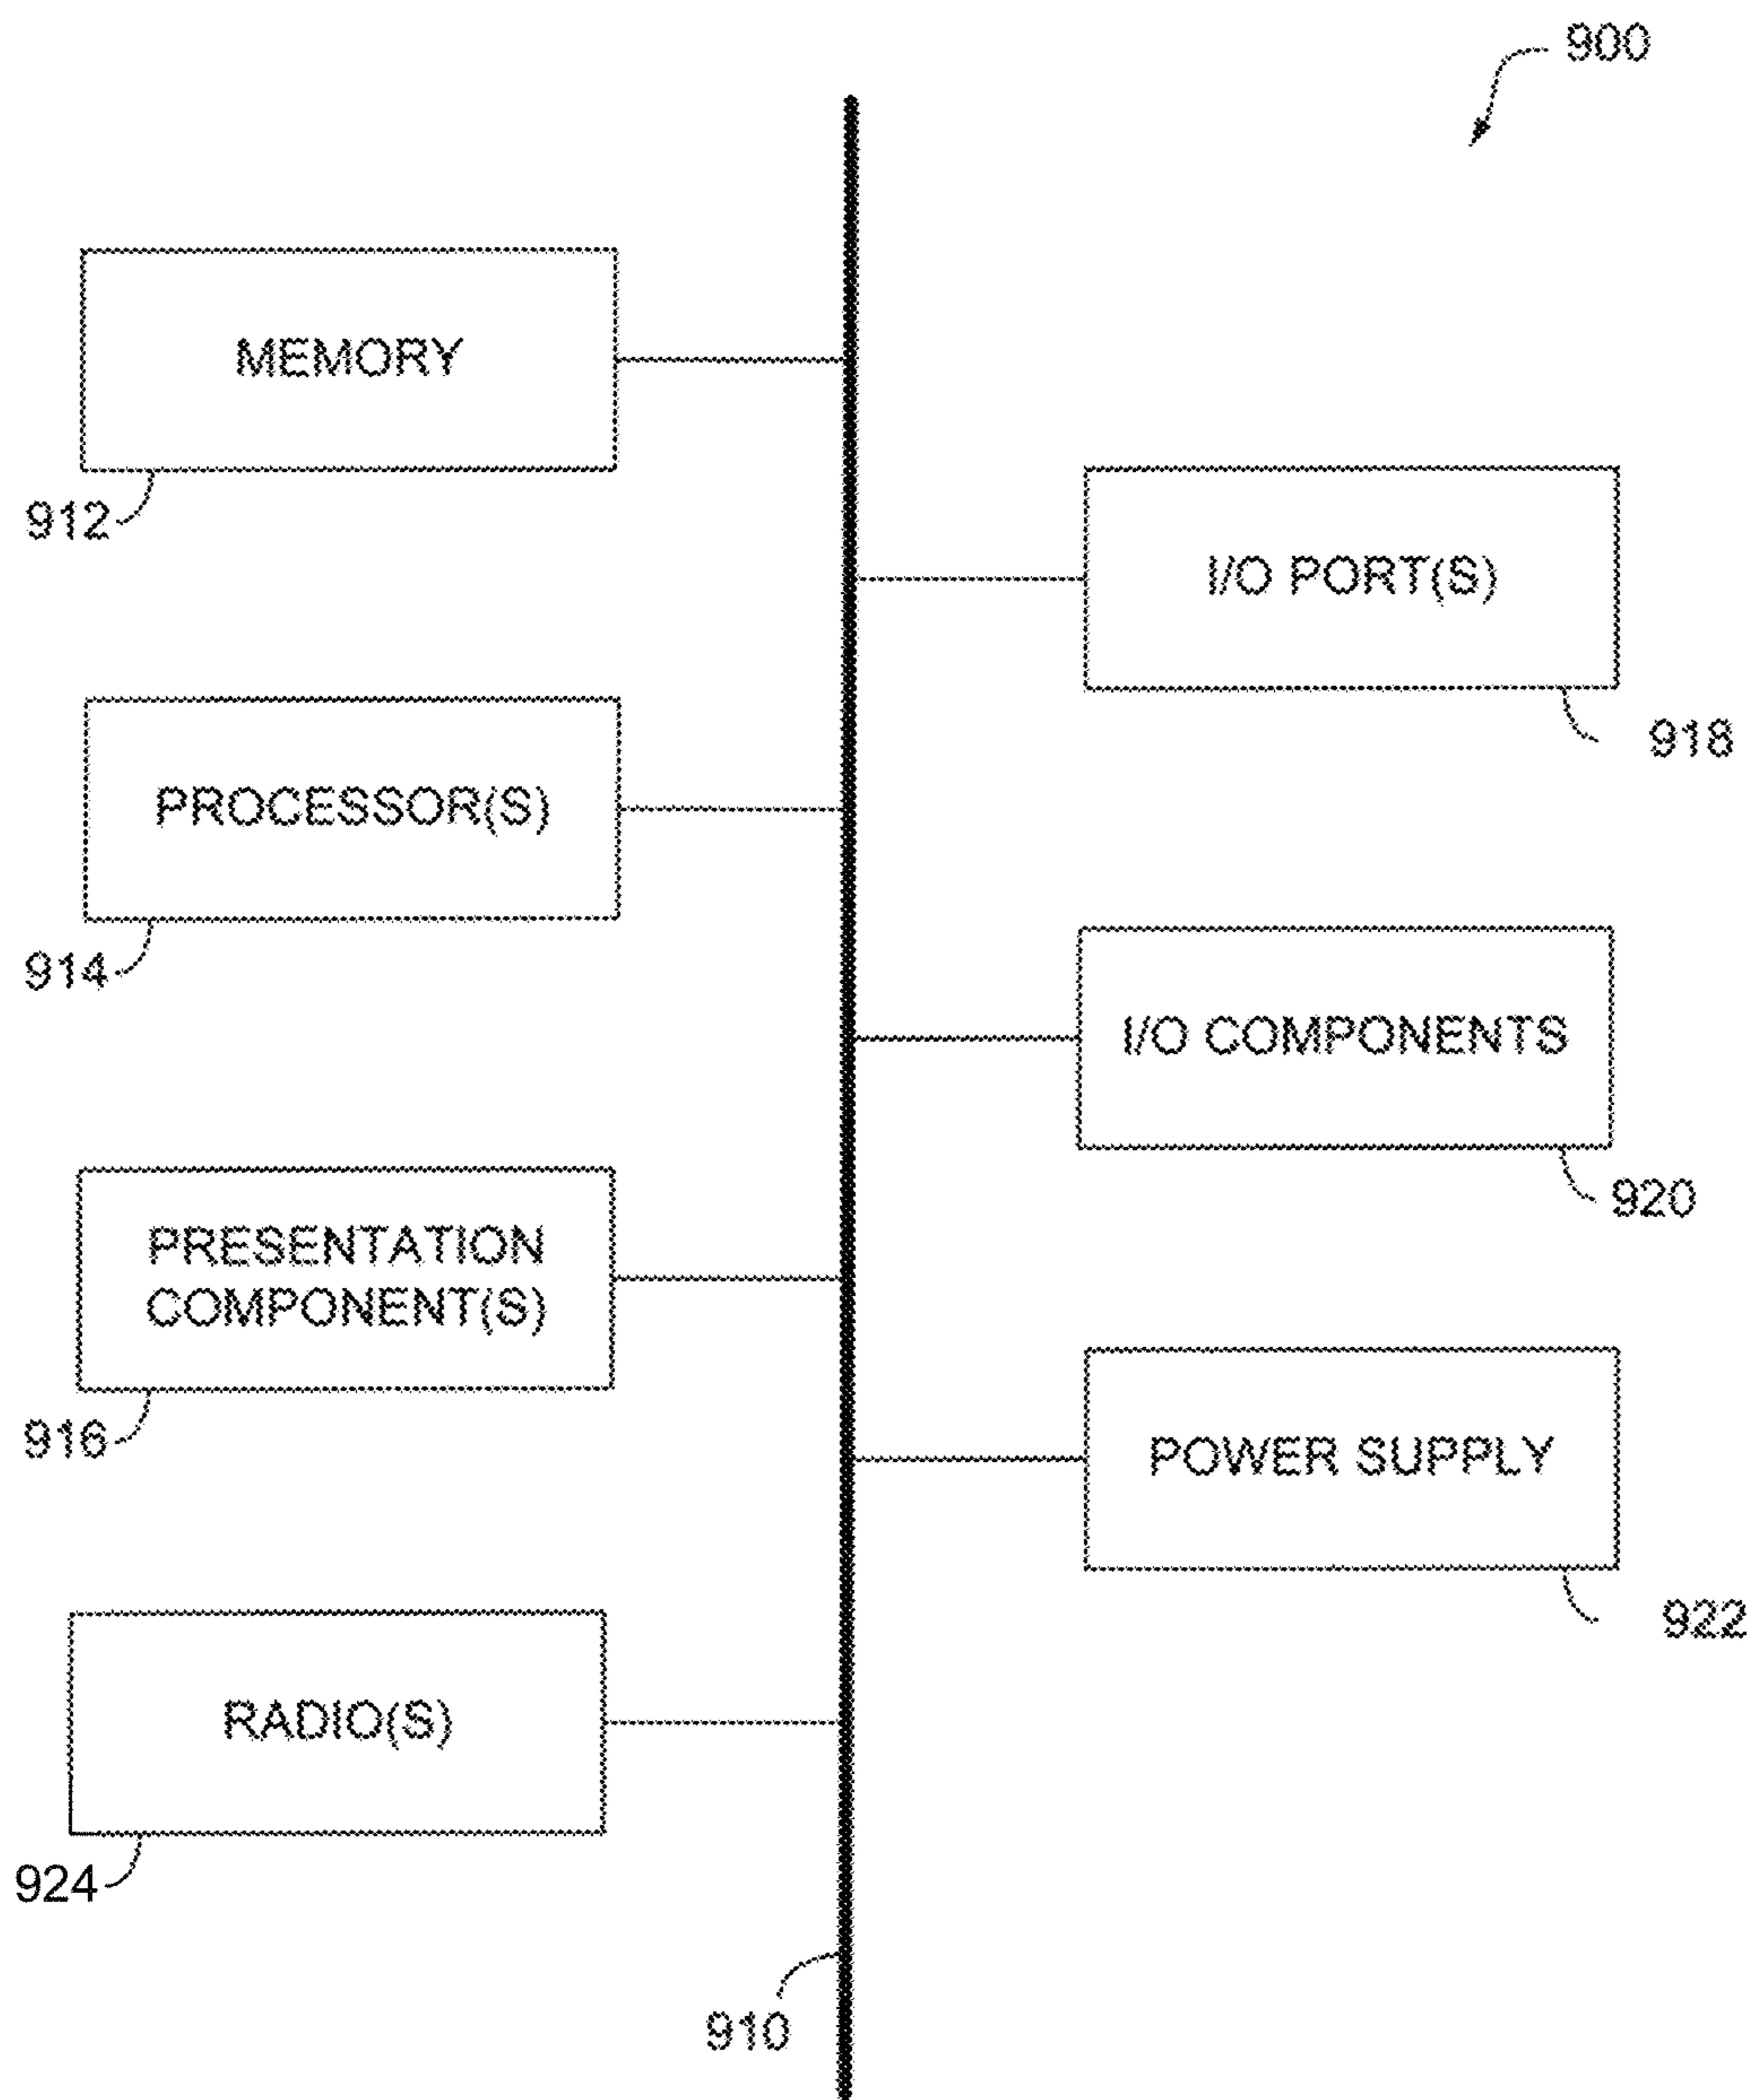 900
MEMORY
912
I/O PORT(S)
918
PROCESSOR(S)
914
I/O COMPONENTS
920
PRESENTATION
COMPONENT(S)
916
POWER SUPPLY
922
RADIO(S)
924
910